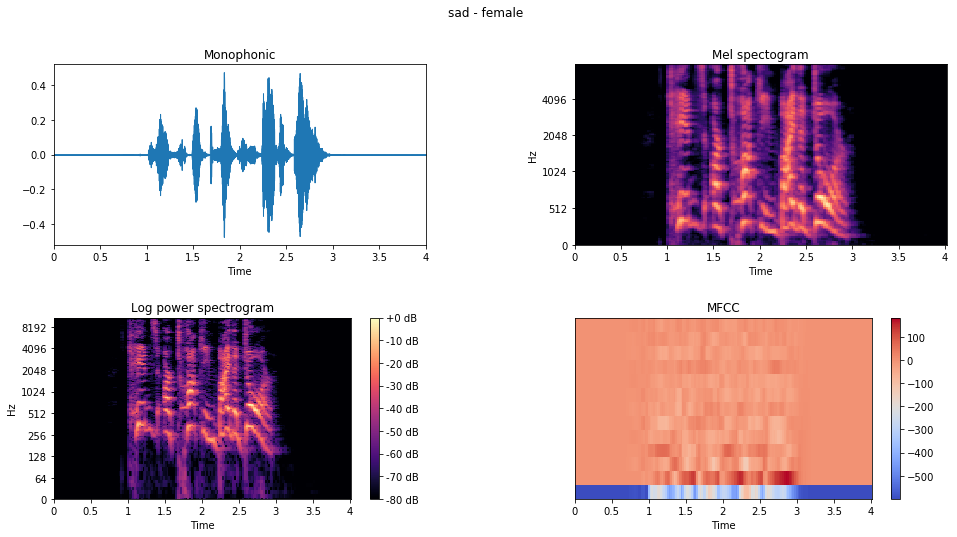 sad - female
Monophonic
0.4
0.2
0.0
−0.2
−0.4
0 0.5 1 1.5 2 2.5 3 3.5 4
Time
Mel spectogram
Hz
4096
2048
1024
512
0
0 0.5 1 1.5 2 2.5 3 3.5 4
Time
Log power spectrogram
Hz
8192
4096
2048
1024
512
256
128
64
0
0 0.5 1 1.5 2 2.5 3 3.5 4
Time
+0 dB
-10 dB
-20 dB
-30 dB
-40 dB
-50 dB
-60 dB
-70 dB
-80 dB
MFCC
0 0.5 1 1.5 2 2.5 3 3.5 4
Time
100
0
−100
−200
−300
−400
−500